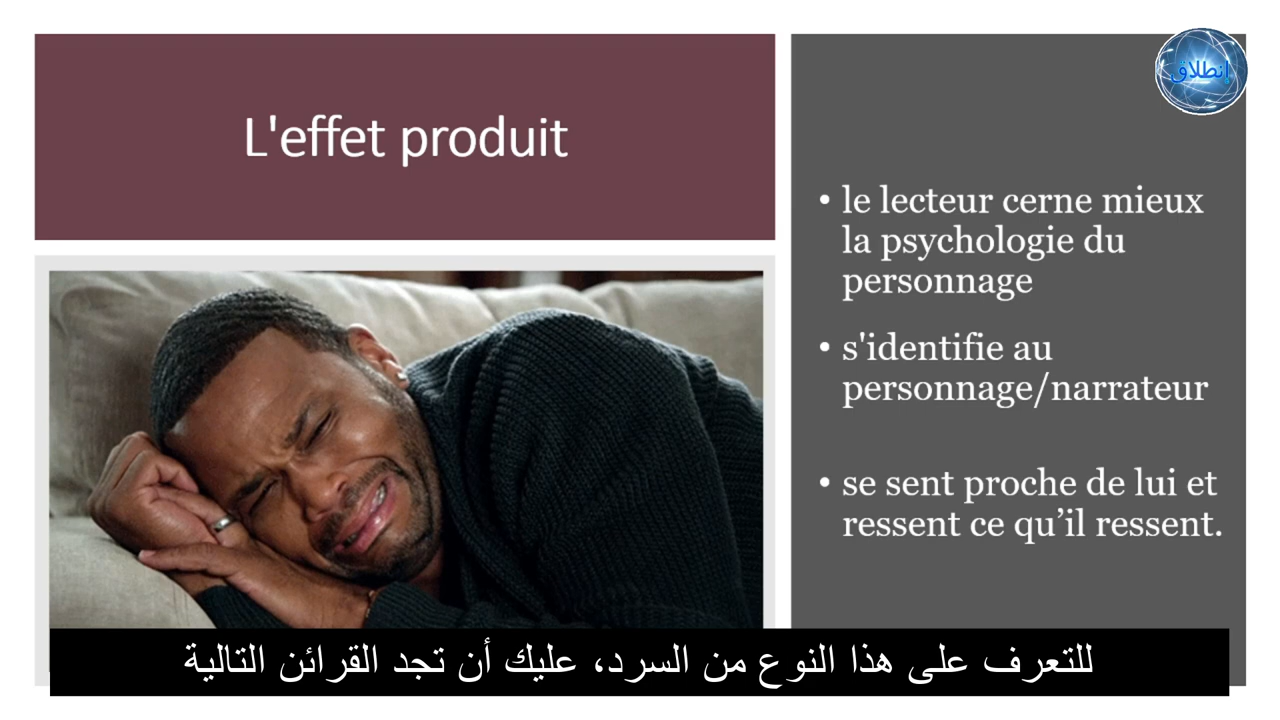 L'effet produit
إنطلاق
• le lecteur cerne mieux
la psychologie du
personnage
• s'identifie au
personnage/narrateur
• se sent proche de lui et
ressent ce qu’il ressent.
للتعرف على هذا النوع من السرد، عليك أن تجد القرائن التالية